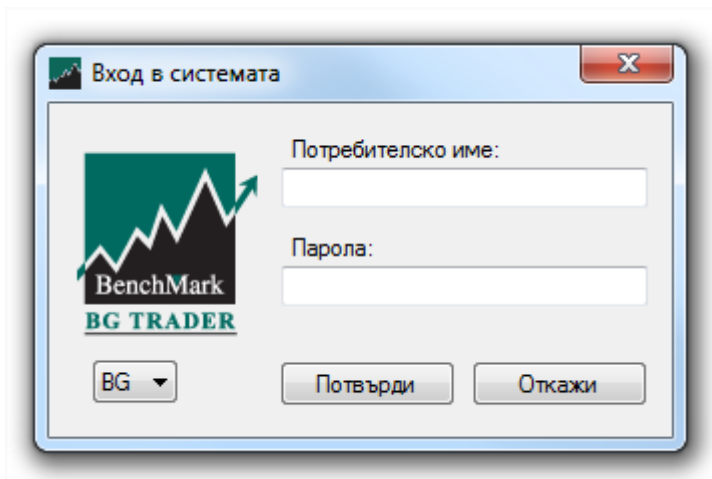 Вход в системата
Потребителско име:
Парола:
BenchMark
BG TRADER
BG
Потвърди
Откажи